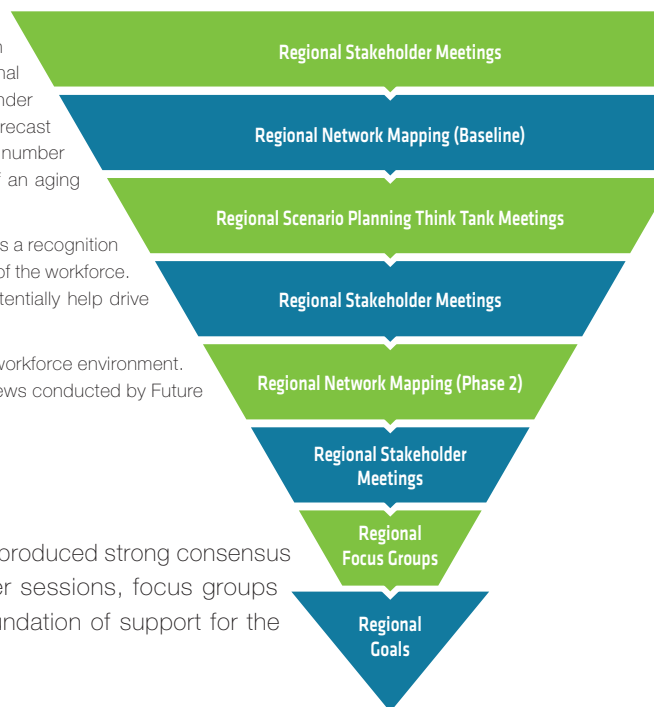 Regional Stakeholder Meetings
Regional Network Mapping (Baseline)
Regional Scenario Planning Think Tank Meetings
Regional Stakeholder Meetings
Regional Network Mapping (Phase 2)
Regional Stakeholder
Meetings
Regional
Focus Groups
Regional
Goals
recast
number
an aging
s a recognition
of the workforce.
tentially help drive
workforce environment.
ews conducted by Future
produced strong consensus
er sessions, focus groups
undation of support for the